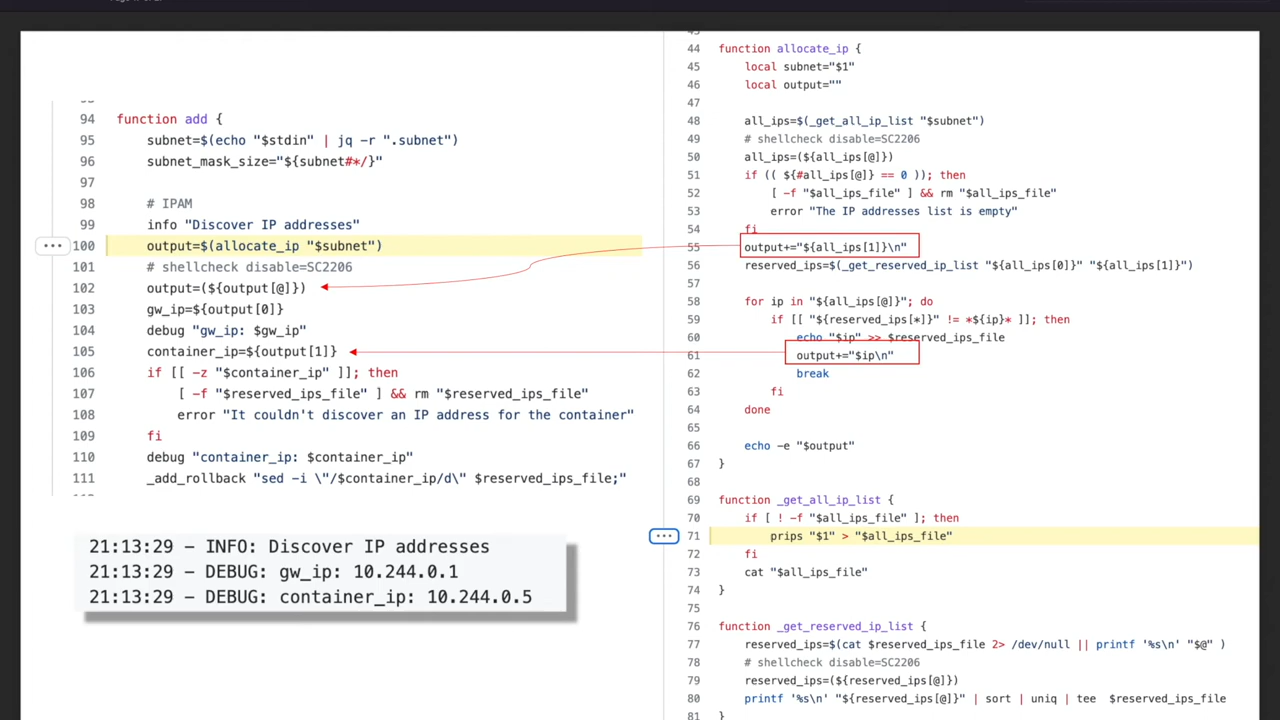 94 function add {
95 subnet=$(echo "$stdin" | jq -r ".subnet")
96 subnet_mask_size="${subnet#*/}"
97
98 # IPAM
99 info "Discover IP addresses"
100 output=$(allocate_ip "$subnet")
101 # shellcheck disable=SC2206
102 output=(${output[@]})
103 gw_ip=${output[0]}
104 debug "gw_ip: $gw_ip"
105 container_ip=${output[1]}
106 if [[ -z "$container_ip" ]]; then
107 [ -f "$reserved_ips_file" ] && rm "$reserved_ips_file"
108 error "It couldn't discover an IP address for the container"
109 fi
110 debug "container_ip: $container_ip"
111 _add_rollback "sed -i \"/$container_ip/d\" $reserved_ips_file;"
21:13:29 – INFO: Discover IP addresses
21:13:29 – DEBUG: gw_ip: 10.244.0.1
21:13:29 – DEBUG: container_ip: 10.244.0.5
44 function allocate_ip {
45 local subnet="$1"
46 local output=""
47
48 all_ips=$(_get_all_ip_list "$subnet")
49 # shellcheck disable=SC2206
50 all_ips=(${all_ips[@]})
51 if (( ${#all_ips[@]} == 0 )); then
52 [ -f "$all_ips_file" ] && rm "$all_ips_file"
53 error "The IP addresses list is empty"
54 fi
55 output+="${all_ips[1]}\n"
56 reserved_ips=$(_get_reserved_ip_list "${all_ips[0]}" "${all_ips[1]}")
57
58 for ip in "${all_ips[@]}"; do
59 if [[ "${reserved_ips[*]}" != *${ip}* ]]; then
60 echo "$ip" >> $reserved_ips_file
61 output+="$ip\n"
62 break
63 fi
64 done
65
66 echo -e "$output"
67 }
68
69 function _get_all_ip_list {
70 if [ ! -f "$all_ips_file" ]; then
71 prips "$1" > "$all_ips_file"
72 fi
73 cat "$all_ips_file"
74 }
75
76 function _get_reserved_ip_list {
77 reserved_ips=$(cat $reserved_ips_file 2> /dev/null || printf '%s\n' "$@" )
78 # shellcheck disable=SC2206
79 reserved_ips=(${reserved_ips[@]})
80 printf '%s\n' "${reserved_ips[@]}" | sort | uniq | tee $reserved_ips_file
81 }